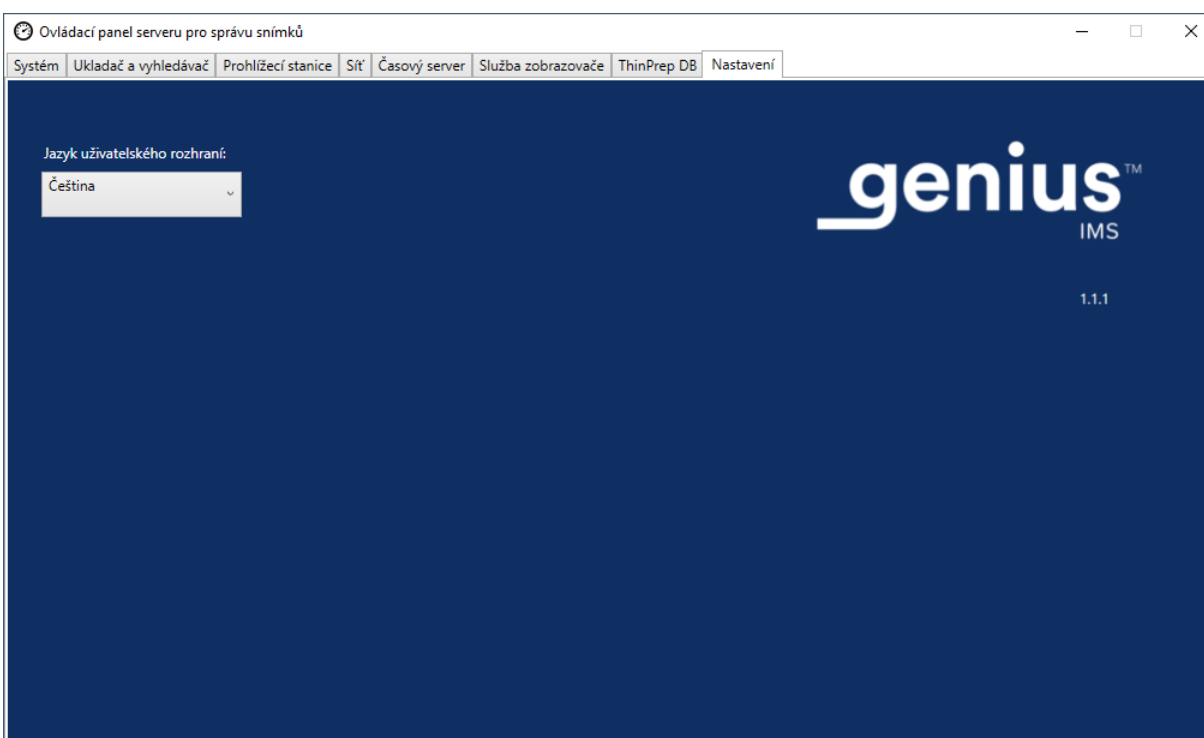 Ovládací panel serveru pro správu snímků
Systém Ukladač a vyhledávač Prohlížecí stanice Síť Časový server Služba zobrazovače ThinPrep DB Nastavení
Jazyk uživatelského rozhraní:
Čeština
genius™
IMS
1.1.1